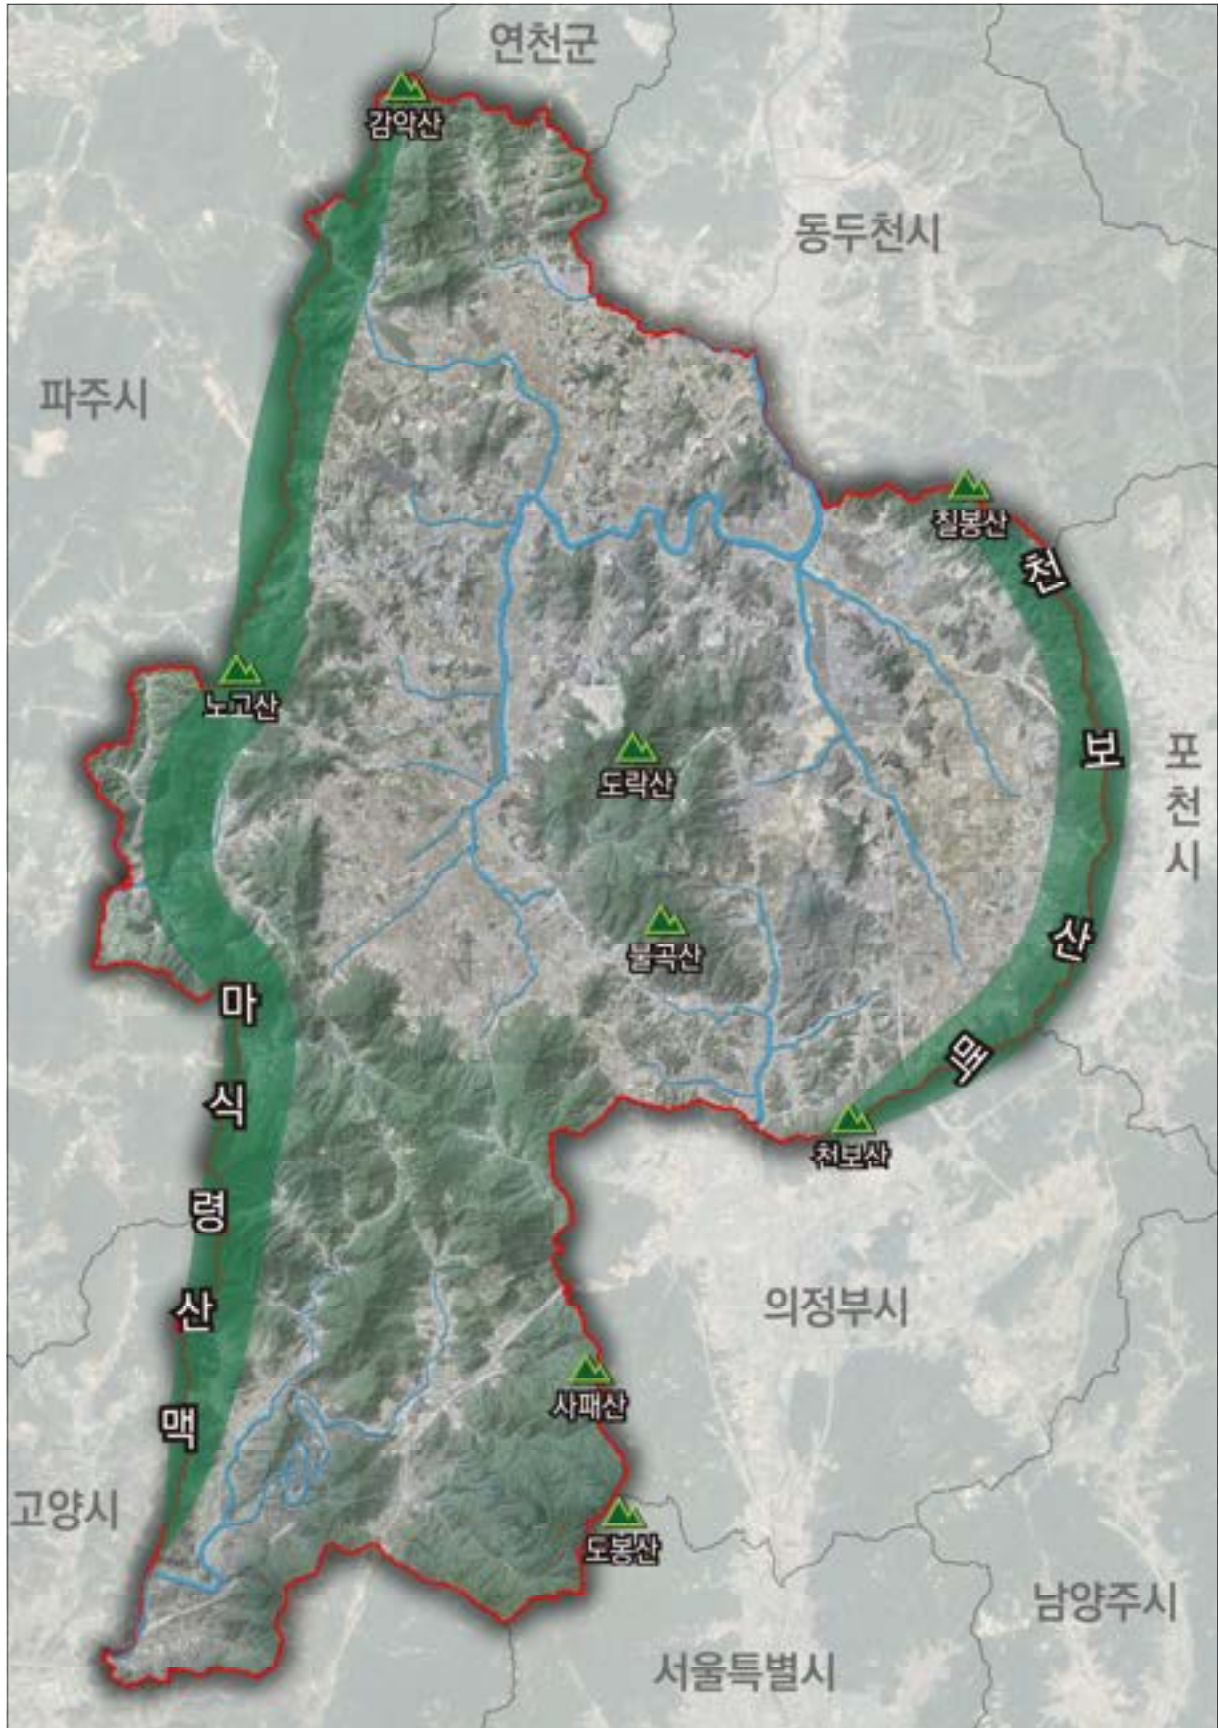 연천군
감악산
동두천시
파주시
칠봉산
노고산
도락산
포천시
불곡산
천보산맥
마식령산맥
천보산
의정부시
사패산
고양시
도봉산
남양주시
서울특별시